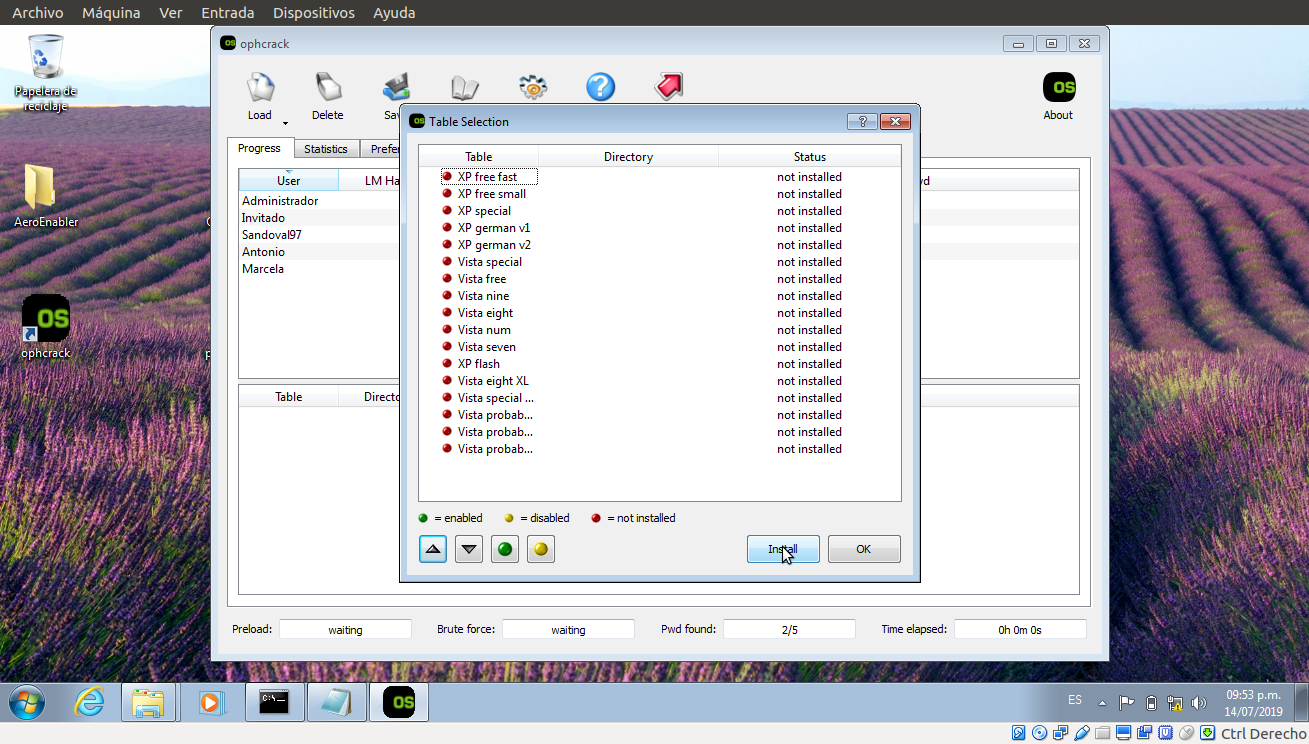 Archivo Máquina Ver Entrada Dispositivos Ayuda
Papelera de
reciclaje
AeroEnabler
OS
ophcrack
OS ophcrack
Load
Delete
OS
About
Progress Statistics
User
Administrador
Invitado
Sandoval97
Antonio
Marcela
Table
OS Table Selection
?
Table Directory Status
XP free fast not installed
XP free small not installed
XP special not installed
XP german v1 not installed
XP german v2 not installed
Vista special not installed
Vista free not installed
Vista nine not installed
Vista eight not installed
Vista num not installed
Vista seven not installed
XP flash not installed
Vista eight XL not installed
Vista special ... not installed
Vista probab... not installed
Vista probab... not installed
Vista probab... not installed
= enabled = disabled = not installed
Install OK
Preload: waiting Brute force: waiting Pwd found: 2/5 Time elapsed: 0h 0m 0s
C:\_
OS
ES
09:53 p.m.
14/07/2019
Ctrl Derecho